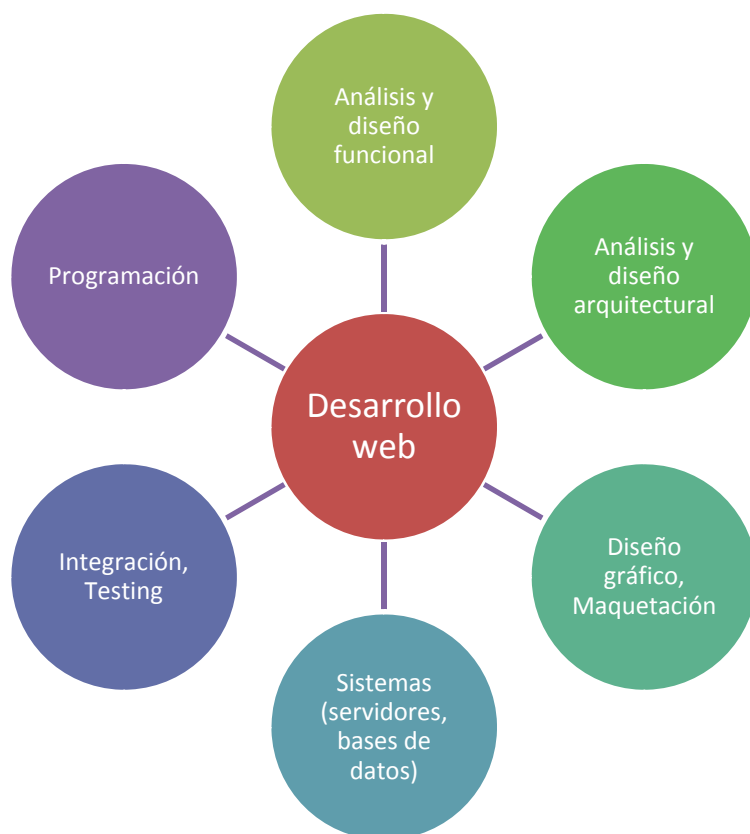 Análisis y
diseño
funcional
Análisis y
diseño
arquitectural
Programación
Desarrollo
web
Integración,
Testing
Diseño
gráfico,
Maquetación
Sistemas
(servidores,
bases de
datos)